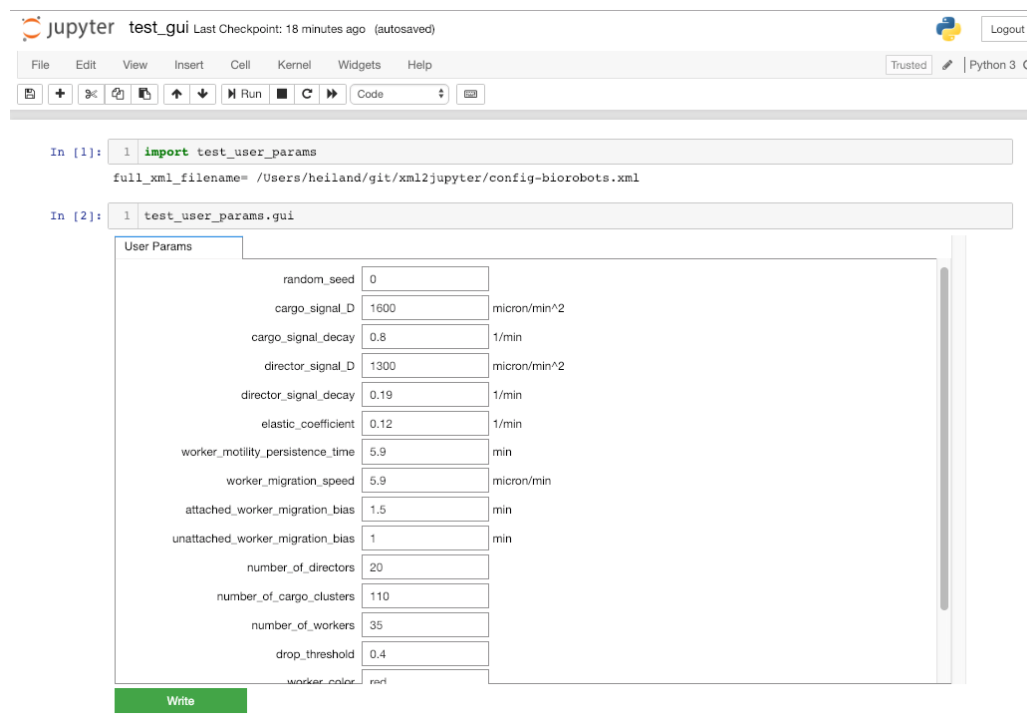 jupyter test_gui Last Checkpoint: 18 minutes ago (autosaved)
Logout
File Edit View Insert Cell Kernel Widgets Help
Trusted Python 3
Run Code
In [1]: 1 import test_user_params
full_xml_filename= /Users/heiland/git/xml2jupyter/config-biorobots.xml
In [2]: 1 test_user_params.gui
User Params
random_seed 0
cargo_signal_D 1600 micron/min^2
cargo_signal_decay 0.8 1/min
director_signal_D 1300 micron/min^2
director_signal_decay 0.19 1/min
elastic_coefficient 0.12 1/min
worker_motility_persistence_time 5.9 min
worker_migration_speed 5.9 micron/min
attached_worker_migration_bias 1.5 min
unattached_worker_migration_bias 1 min
number_of_directors 20
number_of_cargo_clusters 110
number_of_workers 35
drop_threshold 0.4
worker_color red
Write